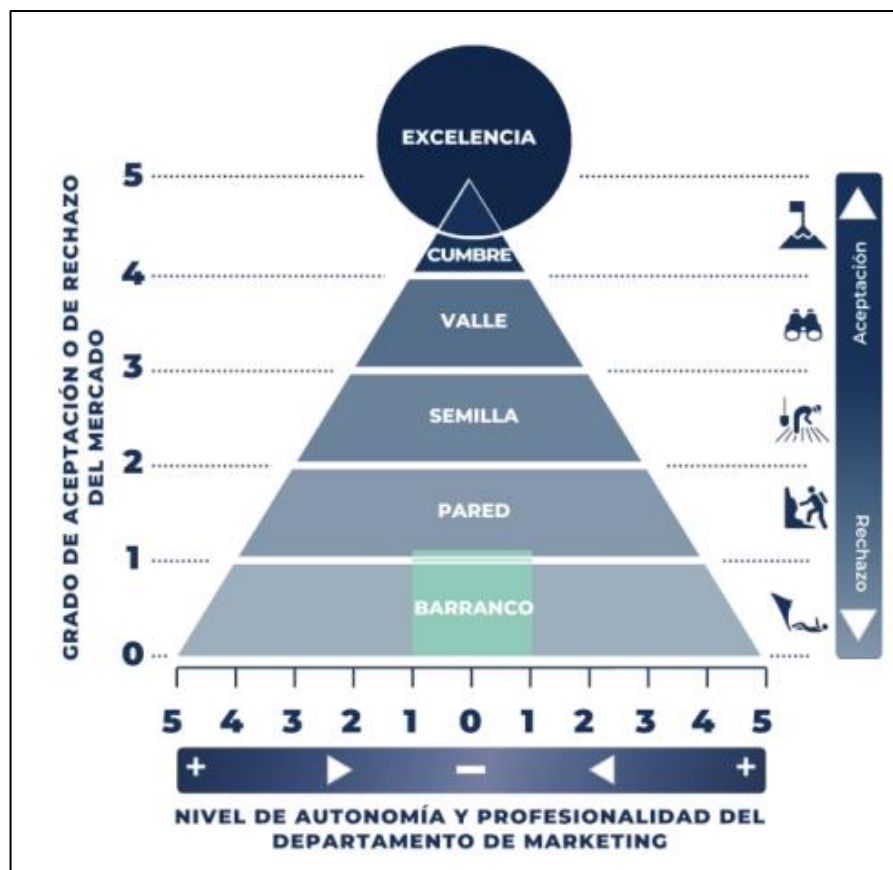 EXCELENCIA
CUMBRE
VALLE
SEMILLA
PARED
BARRANCO
GRADO DE ACEPTACIÓN O DE RECHAZO
DEL MERCADO
5
4
3
2
1
0
Aceptación
Rechazo
5 4 3 2 1 0 1 2 3 4 5
+ − +
NIVEL DE AUTONOMÍA Y PROFESIONALIDAD DEL
DEPARTAMENTO DE MARKETING